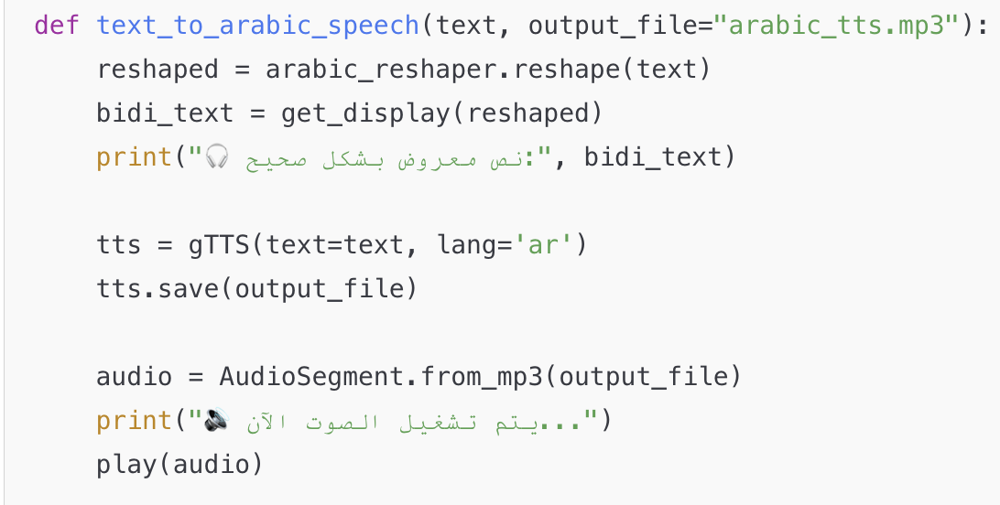 def text_to_arabic_speech(text, output_file="arabic_tts.mp3"):
    reshaped = arabic_reshaper.reshape(text)
    bidi_text = get_display(reshaped)
    print("🎧 نص معروض بشكل صحيح:", bidi_text)

    tts = gTTS(text=text, lang='ar')
    tts.save(output_file)

    audio = AudioSegment.from_mp3(output_file)
    print("🔊 يتم تشغيل الصوت الآن...")
    play(audio)